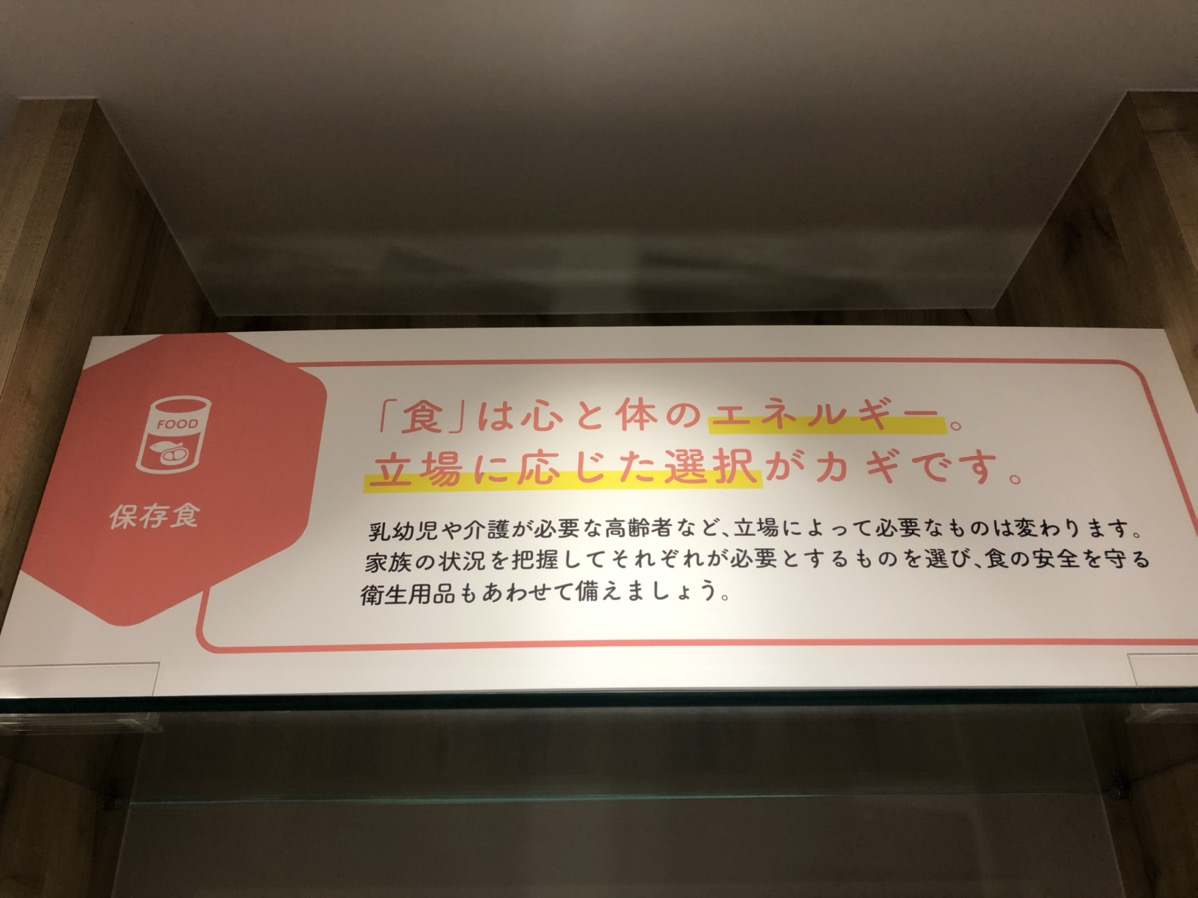 FOOD
保存食
「食」は心と体のエネルギー。
立場に応じた選択がカギです。
乳幼児や介護が必要な高齢者など、立場によって必要なものは変わります。
家族の状況を把握してそれぞれが必要とするものを選び、食の安全を守る
衛生用品もあわせて備えましょう。